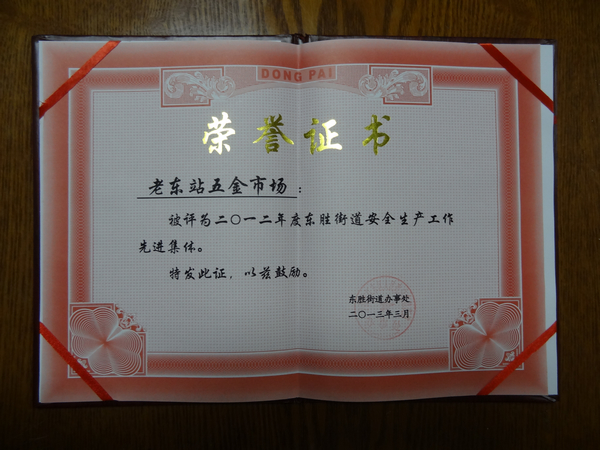 DONG PAI
荣誉证书
老东站五金市场：
被评为二〇一二年度东胜街道安全生产工作
先进集体。
特发此证，以兹鼓励。
东胜街道办事处
二〇一三年三月